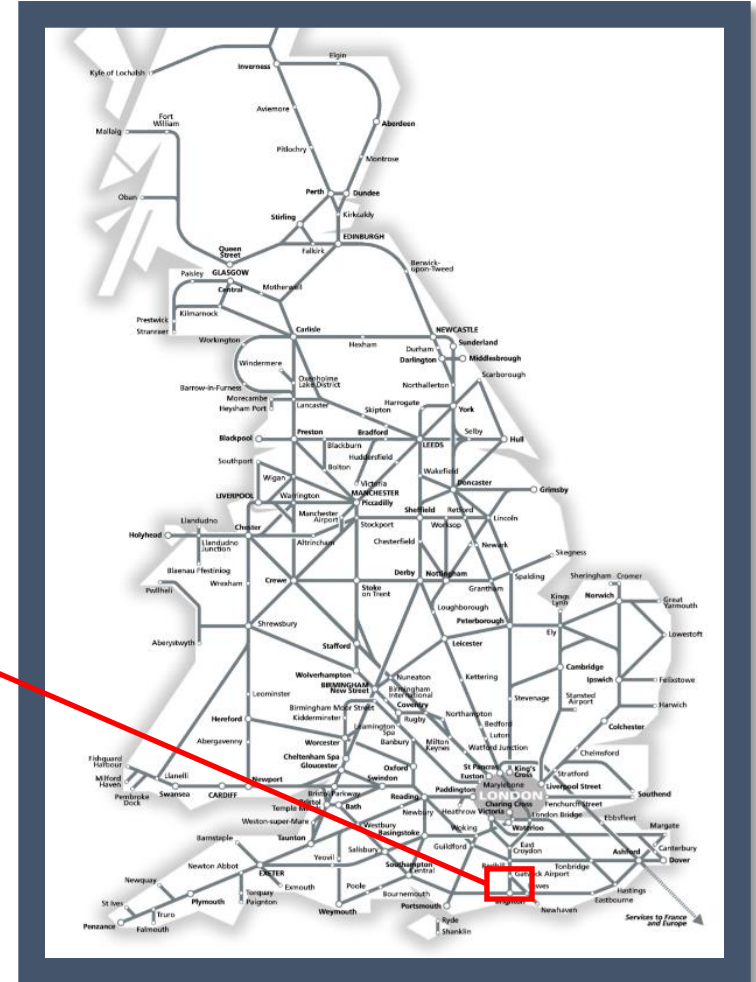 Elgin
Inverness
Kyle of Lochalsh
Aviemore
Fort
William
Mallaig
Aberdeen
Pitlochry
Montrose
Perth
Dundee
Oban
Stirling
Kirkcaldy
EDINBURGH
Queen
Street
Falkirk
Berwick-
upon-Tweed
Paisley
GLASGOW
Central
Motherwell
Prestwick
Kilmarnock
Stranraer
Carlisle
NEWCASTLE
Workington
Hexham
Sunderland
Durham
Darlington
Middlesbrough
Windermere
Scarborough
Oxenholme
Lake District
Barrow-in-Furness
Northallerton
Morecambe
Heysham Port
Lancaster
Harrogate
Skipton
York
Blackpool
Preston
Bradford
LEEDS
Selby
Hull
Blackburn
Huddersfield
Southport
Bolton
Wakefield
Wigan
Victoria
Doncaster
Grimsby
LIVERPOOL
Warrington
MANCHESTER
Piccadilly
Manchester
Airport
Sheffield
Retford
Llandudno
Stockport
Worksop
Lincoln
Holyhead
Chester
Llandudno
Junction
Altrincham
Chesterfield
Newark
Skegness
Blaenau Ffestiniog
Derby
Nottingham
Spalding
Sheringham
Cromer
Pwllheli
Wrexham
Crewe
Stoke
on Trent
Grantham
Kings
Lynn
Norwich
Great
Yarmouth
Loughborough
Peterborough
Shrewsbury
Ely
Lowestoft
Aberystwyth
Stafford
Leicester
Cambridge
Wolverhampton
Nuneaton
Kettering
Ipswich
Felixstowe
BIRMINGHAM
New Street
Birmingham
International
Leominster
Coventry
Stevenage
Stansted
Airport
Harwich
Birmingham Moor Street
Kidderminster
Rugby
Northampton
Hereford
Leamington
Spa
Bedford
Colchester
Abergavenny
Worcester
Banbury
Milton
Keynes
Luton
Cheltenham Spa
Watford Junction
Chelmsford
Fishguard
Harbour
Gloucester
Oxford
St Pancras
King's
Cross
Euston
Stratford
Milford
Haven
Llanelli
Newport
Swindon
Marylebone
Liverpool Street
Pembroke
Dock
Swansea
CARDIFF
Bristol Parkway
Reading
Paddington
LONDON
Southend
Bristol
Temple Meads
Bath
Newbury
Heathrow
Victoria
Charing Cross
Fenchurch Street
London Bridge
Ebbsfleet
Weston-super-Mare
Westbury
Basingstoke
Woking
Waterloo
Margate
Barnstaple
Taunton
Salisbury
Guildford
East
Croydon
Canterbury
Yeovil
Redhill
Tonbridge
Ashford
Dover
Newton Abbot
EXETER
Southampton
Central
Gatwick Airport
Newquay
Exmouth
Poole
Lewes
Hastings
St Ives
Torquay
Paignton
Bournemouth
Brighton
Eastbourne
Plymouth
Weymouth
Portsmouth
Newhaven
Truro
Penzance
Falmouth
Ryde
Shanklin
Services to France
and Europe